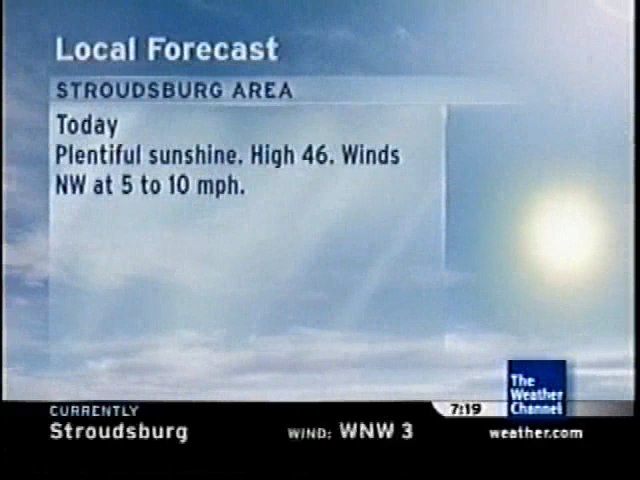 Local Forecast
STROUDSBURG AREA
Today
Plentiful sunshine. High 46. Winds
NW at 5 to 10 mph.
The
Weather
Channel
7:19
CURRENTLY
Stroudsburg
WIND: WNW 3
weather.com